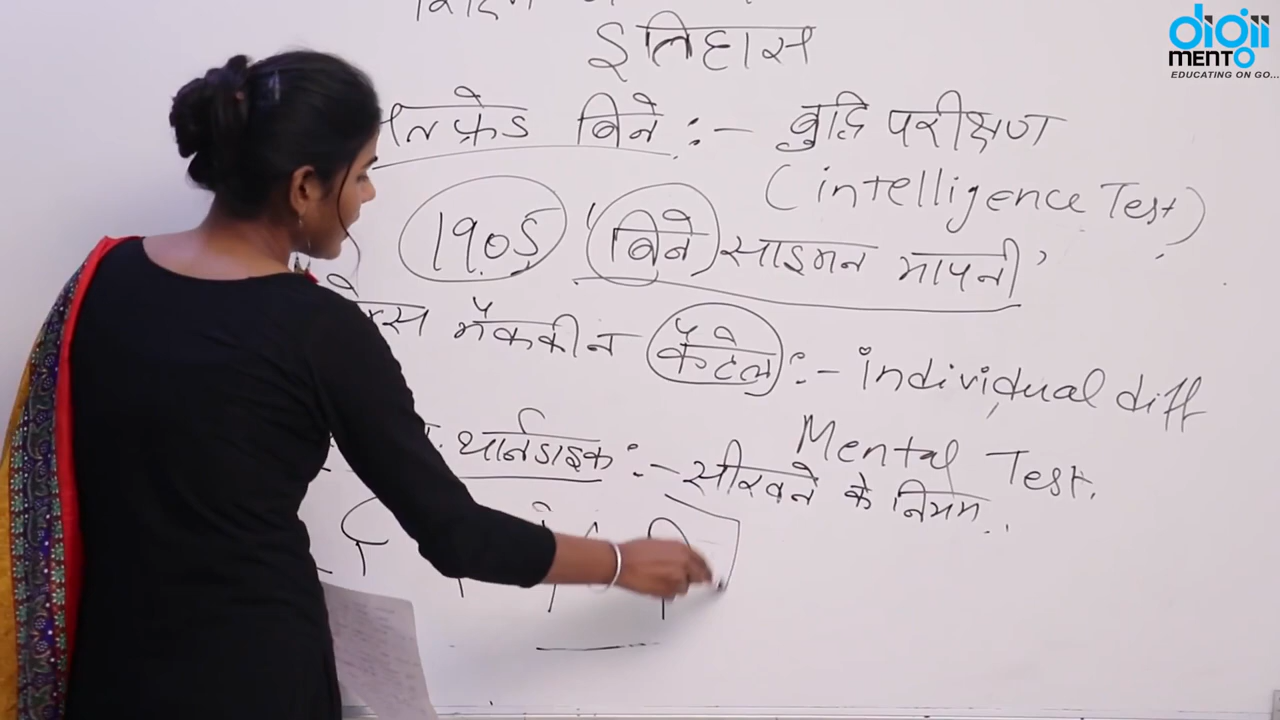 इतिहास
फ्रेड बिने :- बुद्धि परीक्षण
(intelligence Test)
1905 'बिने साइमन मापनी'
म्स मैककीन कैटेल :- individual diff
Mental Test.
थार्नडाइक :- सीखने के नियम..
digii
MENTO
EDUCATING ON GO...